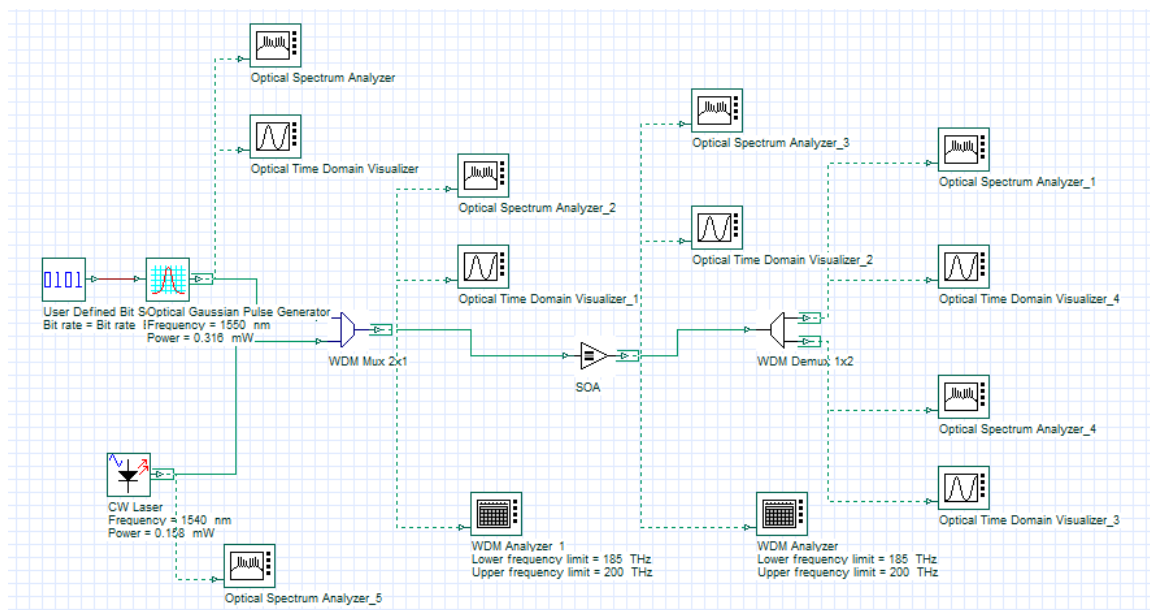 Optical Spectrum Analyzer
Optical Time Domain Visualizer
Optical Spectrum Analyzer_3
Optical Spectrum Analyzer_1
Optical Spectrum Analyzer_2
Optical Time Domain Visualizer_2
0101
Optical Time Domain Visualizer_1
Optical Time Domain Visualizer_4
User Defined Bit S
Bit rate = Bit rate
Optical Gaussian Pulse Generator
Frequency = 1550 nm
Power = 0.316 mW
WDM Mux 2x1
SOA
WDM Demux 1x2
Optical Spectrum Analyzer_4
CW Laser
Frequency = 1540 nm
Power = 0.158 mW
Optical Time Domain Visualizer_3
WDM Analyzer_1
Lower frequency limit = 185 THz
Upper frequency limit = 200 THz
WDM Analyzer
Lower frequency limit = 185 THz
Upper frequency limit = 200 THz
Optical Spectrum Analyzer_5